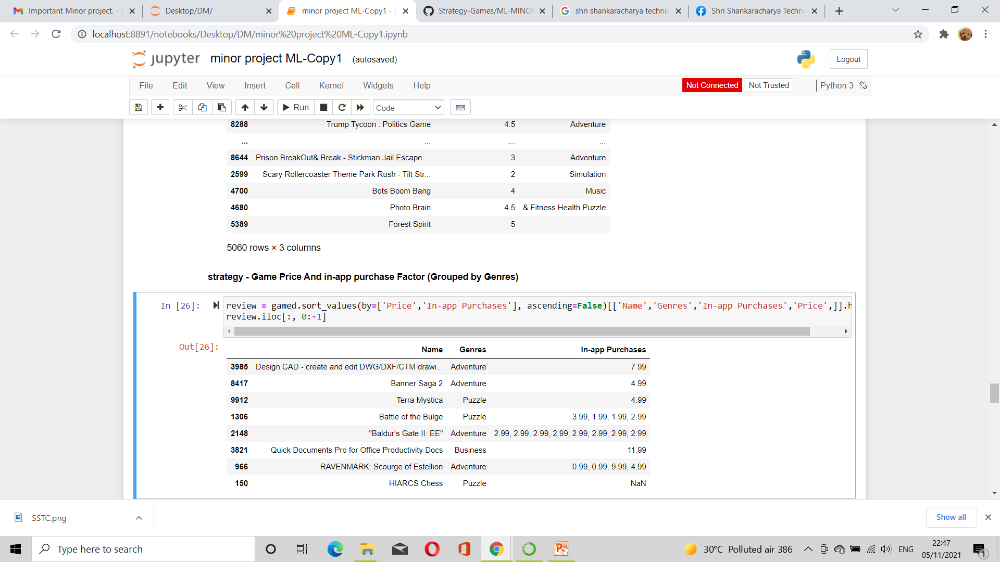 Important Minor project. - r
Desktop/DM/
minor project ML-Copy1 - J
Strategy-Games/ML-MINOR
shri shankaracharya technic
Shri Shankaracharya Techni
localhost:8891/notebooks/Desktop/DM/minor%20project%20ML-Copy1.ipynb
jupyter minor project ML-Copy1 (autosaved)
Logout
File Edit View Insert Cell Kernel Widgets Help
Not Connected Not Trusted Python 3
Run Code
8288 Trump Tycoon : Politics Game 4.5 Adventure
... ... ... ...
8644 Prison BreakOut& Break - Stickman Jail Escape ... 3 Adventure
2599 Scary Rollercoaster Theme Park Rush - Tilt Str... 2 Simulation
4700 Bots Boom Bang 4 Music
4680 Photo Brain 4.5 & Fitness Health Puzzle
5389 Forest Spirit 5
5060 rows × 3 columns
strategy - Game Price And in-app purchase Factor (Grouped by Genres)
In [26]: review = gamed.sort_values(by=['Price','In-app Purchases'], ascending=False)[['Name','Genres','In-app Purchases','Price',]].h
review.iloc[:, 0:-1]
Out[26]:
Name Genres In-app Purchases
3985 Design CAD - create and edit DWG/DXF/CTM drawi... Adventure 7.99
8417 Banner Saga 2 Adventure 4.99
9912 Terra Mystica Puzzle 4.99
1306 Battle of the Bulge Puzzle 3.99, 1.99, 1.99, 2.99
2148 "Baldur's Gate II: EE" Adventure 2.99, 2.99, 2.99, 2.99, 2.99, 2.99, 2.99, 2.99
3821 Quick Documents Pro for Office Productivity Docs Business 11.99
966 RAVENMARK: Scourge of Estellion Adventure 0.99, 0.99, 9.99, 4.99
150 HIARCS Chess Puzzle NaN
SSTC.png
Show all
Type here to search
30°C Polluted air 386
ENG
22:47
05/11/2021
1